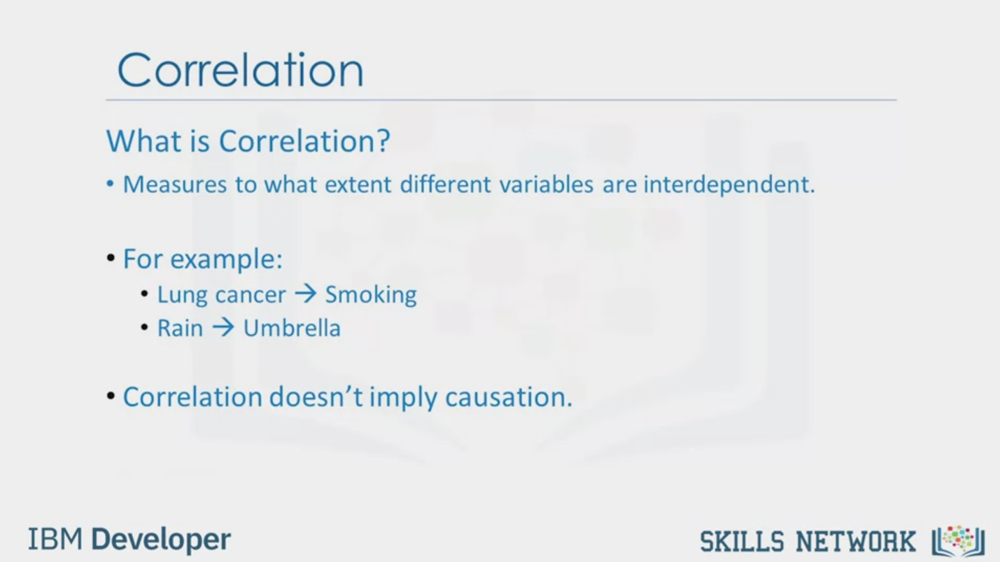 Correlation
What is Correlation?
• Measures to what extent different variables are interdependent.
• For example:
• Lung cancer → Smoking
• Rain → Umbrella
• Correlation doesn’t imply causation.
IBM Developer
SKILLS NETWORK